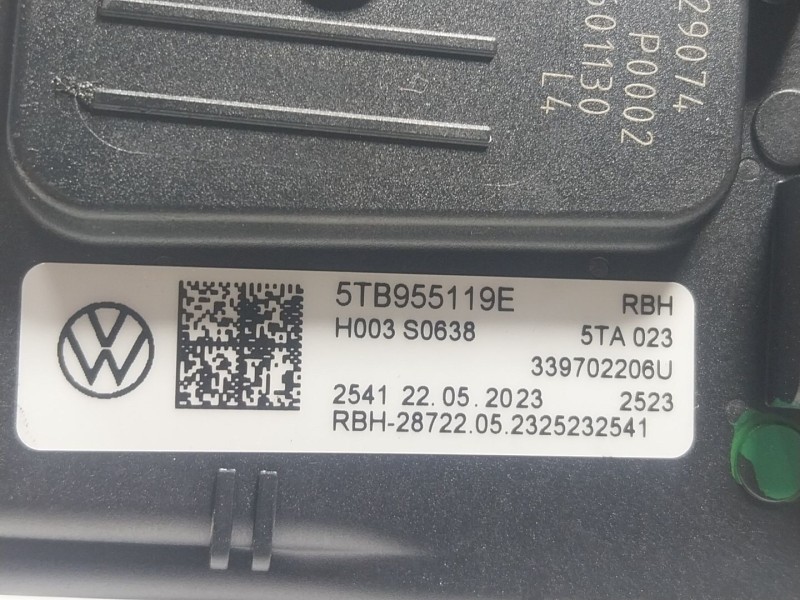 29074
P0002
601130
L4
5TB955119E
RBH
H003 S0638
5TA 023
339702206U
2541 22.05.2023
2523
RBH-28722.05.2325232541